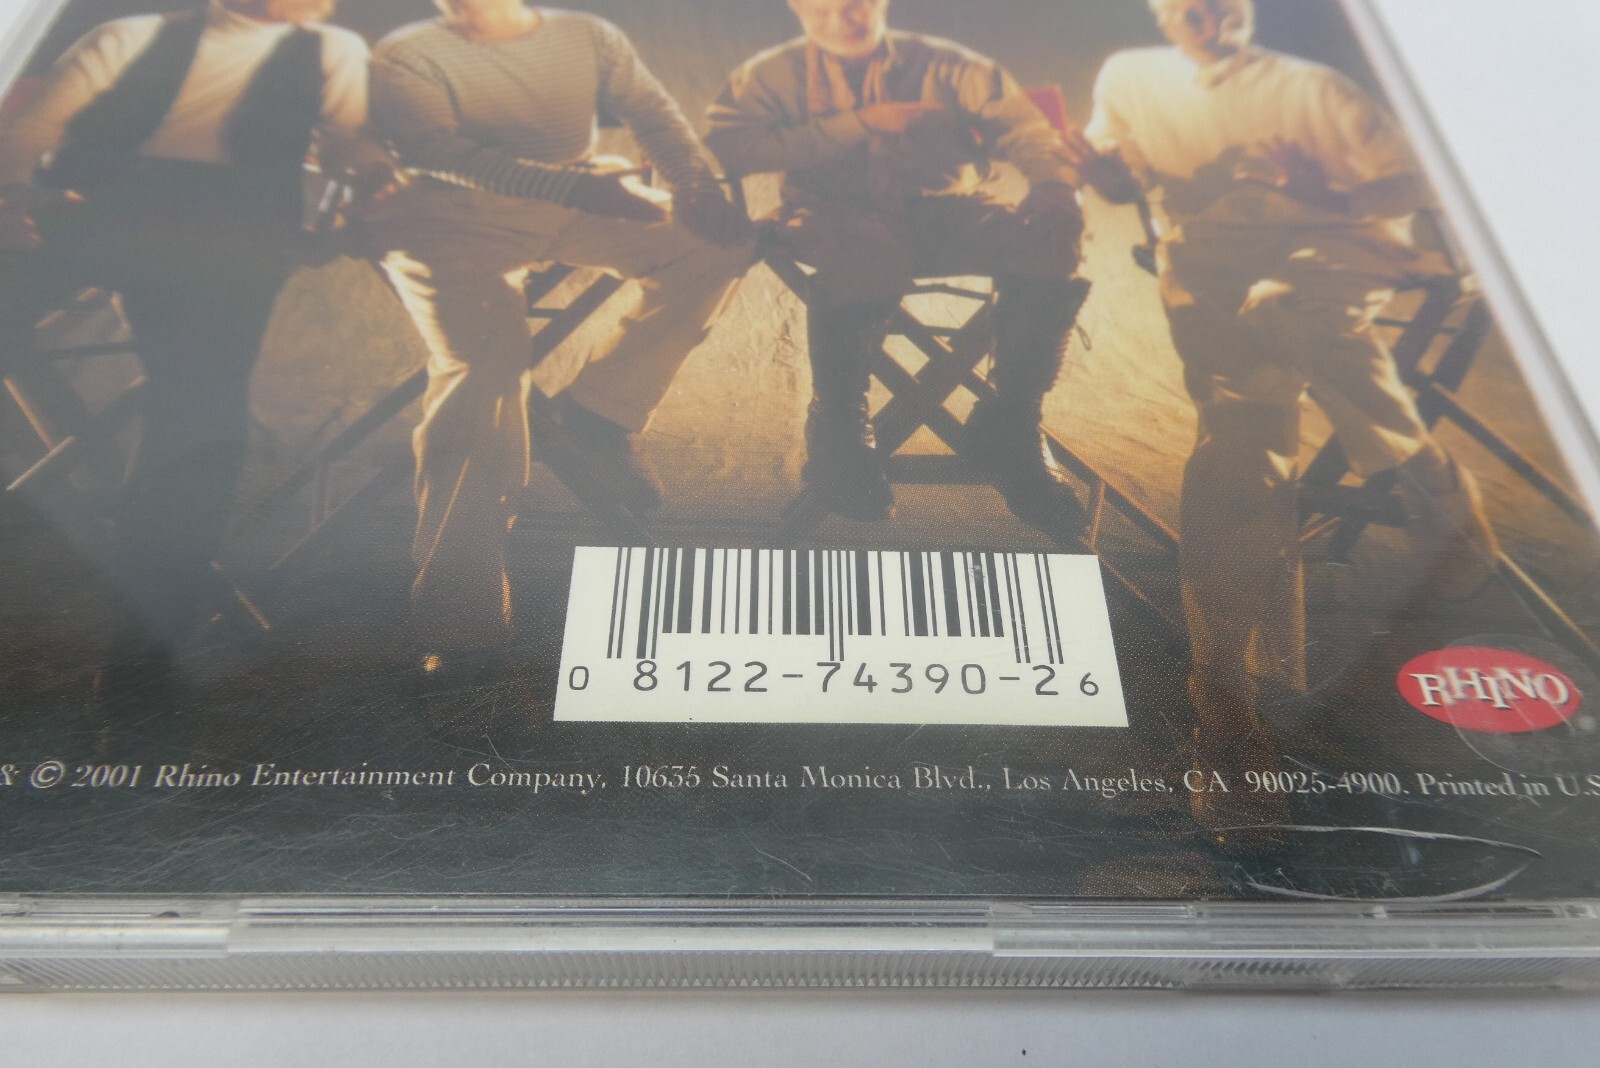 0 8122-74390-2 6
RHINO
& © 2001 Rhino Entertainment Company, 10635 Santa Monica Blvd., Los Angeles, CA 90025-4900. Printed in U.S